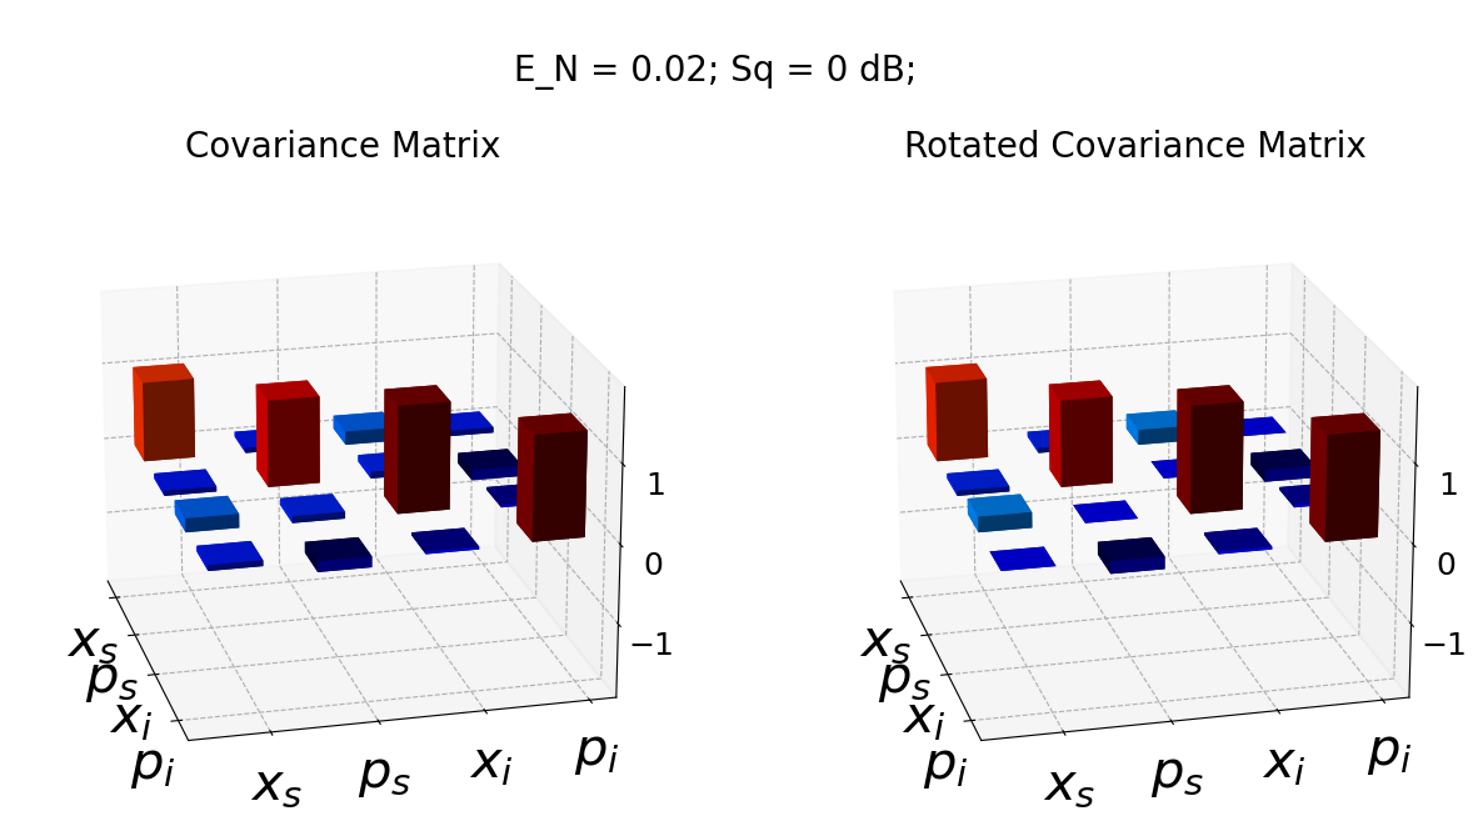 E_N = 0.02; Sq = 0 dB;
Covariance Matrix
Rotated Covariance Matrix
1
0
−1
x_s
p_s
x_i
p_i
x_s
p_s
x_i
p_i
1
0
−1
x_s
p_s
x_i
p_i
x_s
p_s
x_i
p_i